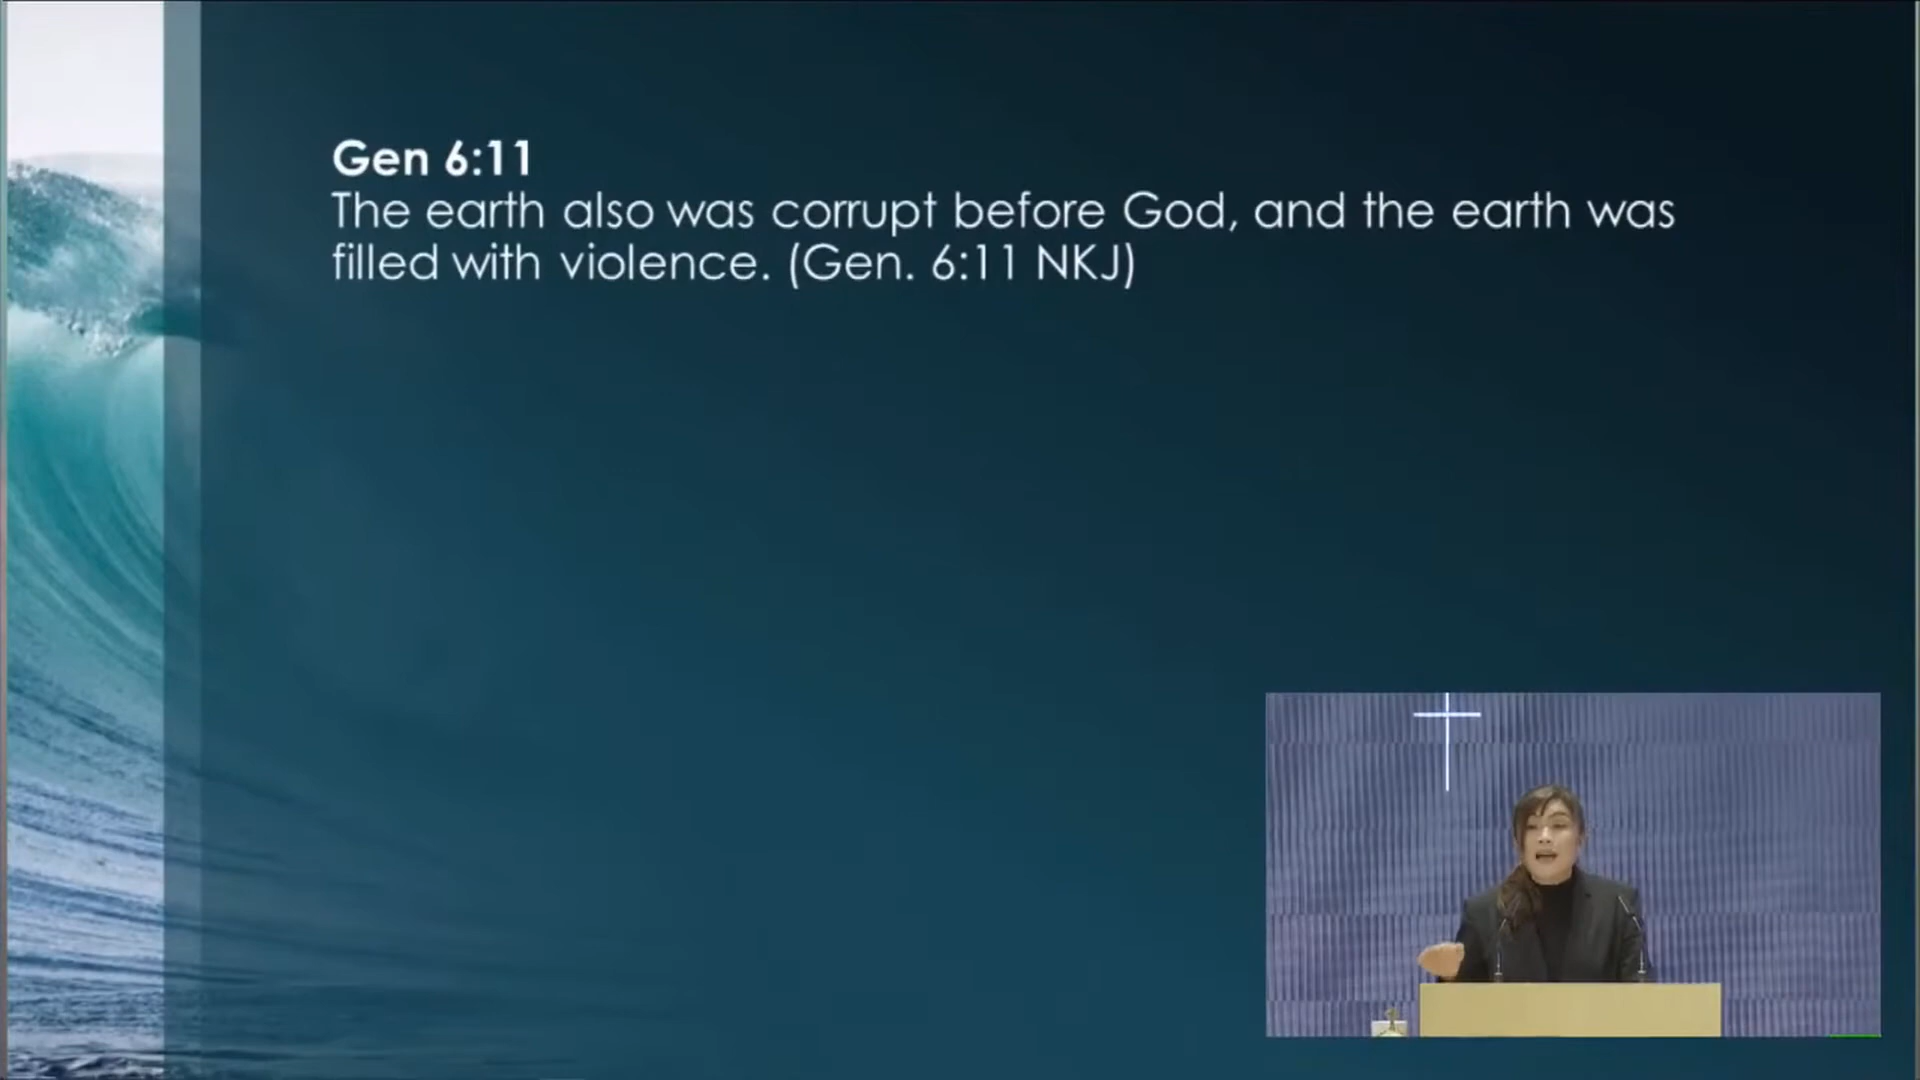 Gen 6:11
The earth also was corrupt before God, and the earth was
filled with violence. (Gen. 6:11 NKJ)